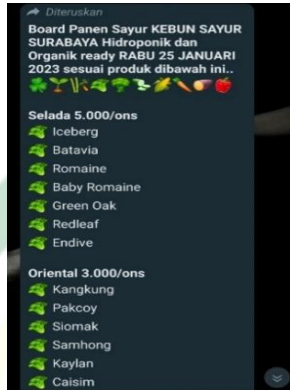 Diteruskan
Board Panen Sayur KEBUN SAYUR
SURABAYA Hidroponik dan
Organik ready RABU 25 JANUARI
2023 sesuai produk dibawah ini..
Selada 5.000/ons
Iceberg
Batavia
Romaine
Baby Romaine
Green Oak
Redleaf
Endive
Oriental 3.000/ons
Kangkung
Pakcoy
Siomak
Samhong
Kaylan
Caisim